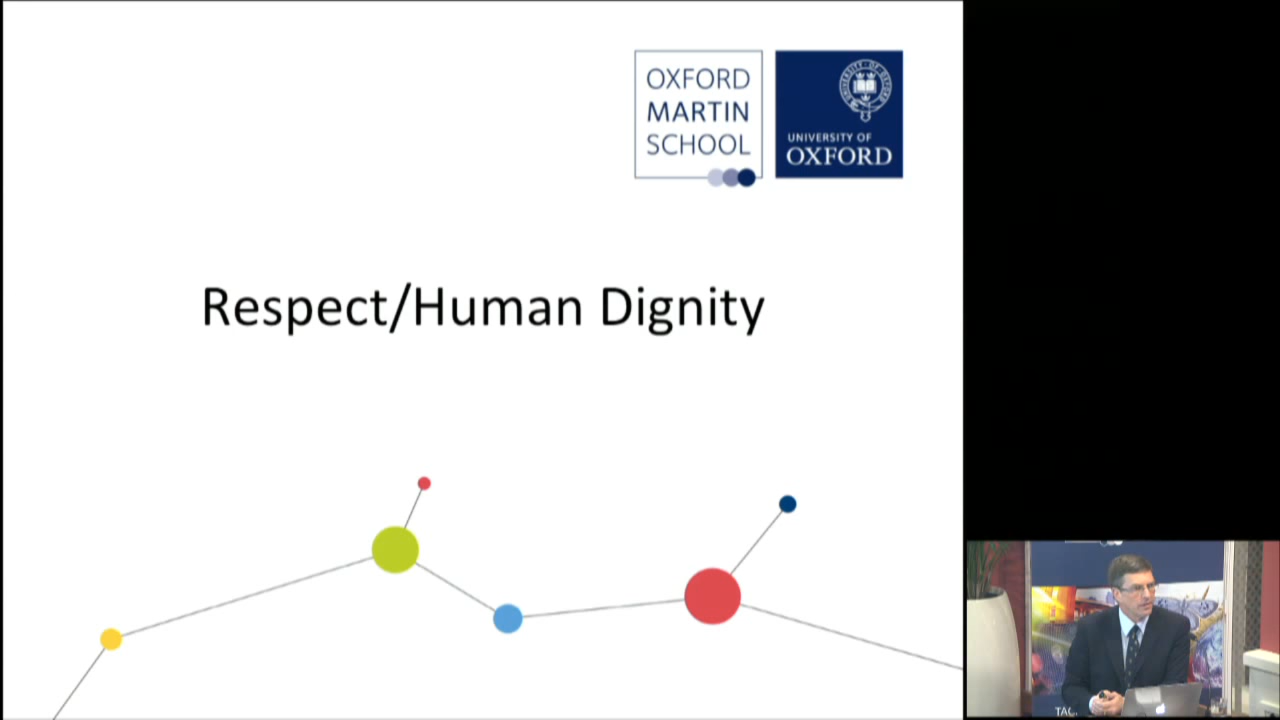 OXFORD
MARTIN
SCHOOL
UNIVERSITY OF
OXFORD
Respect/Human Dignity